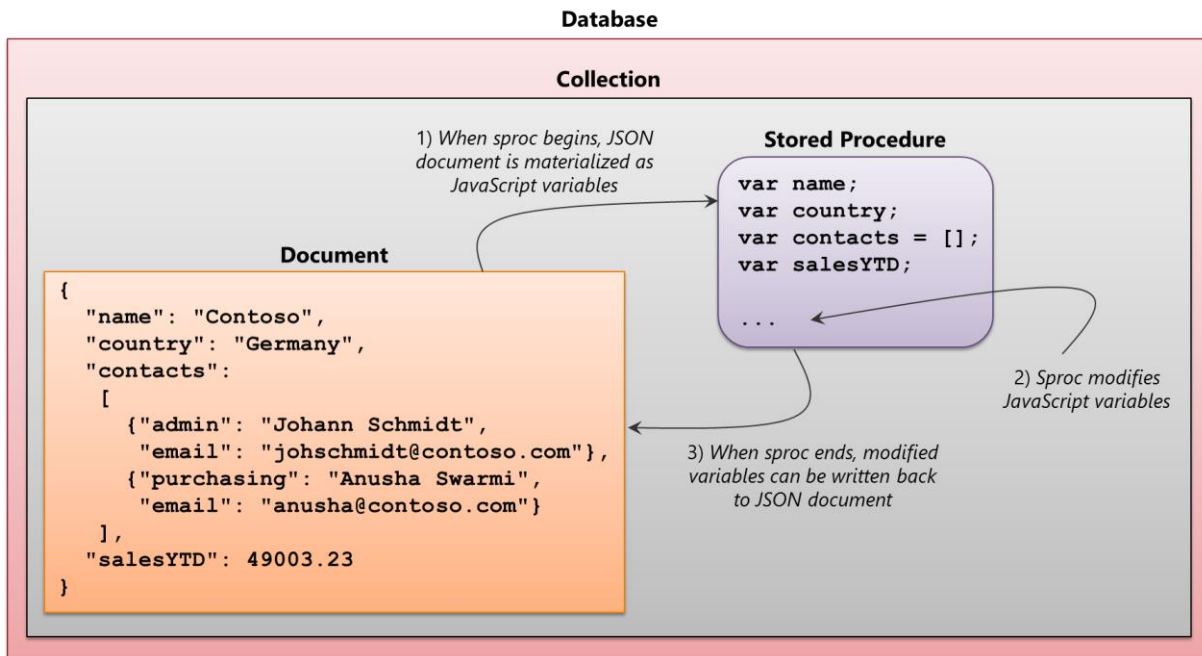 Database
Collection
1) When sproc begins, JSON
document is materialized as
JavaScript variables
Stored Procedure
var name;
var country;
var contacts = [];
var salesYTD;
...
Document
{
"name": "Contoso",
"country": "Germany",
"contacts":
[
{"admin": "Johann Schmidt",
"email": "johschmidt@contoso.com"},
{"purchasing": "Anusha Swarmi",
"email": "anusha@contoso.com"}
],
"salesYTD": 49003.23
}
2) Sproc modifies
JavaScript variables
3) When sproc ends, modified
variables can be written back
to JSON document